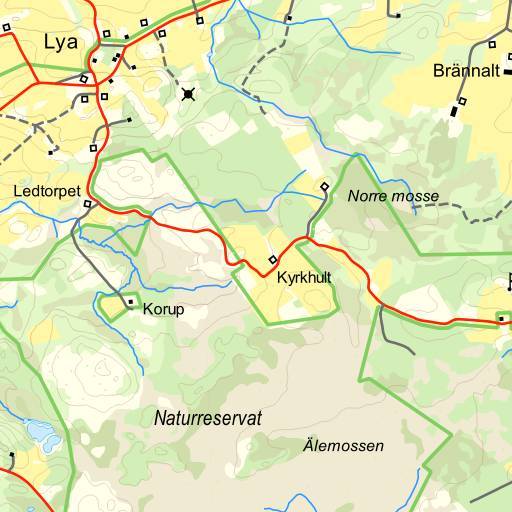 Lya
Brännalt
Ledtorpet
Norre mosse
Kyrkhult
Korup
Naturreservat
Älemossen